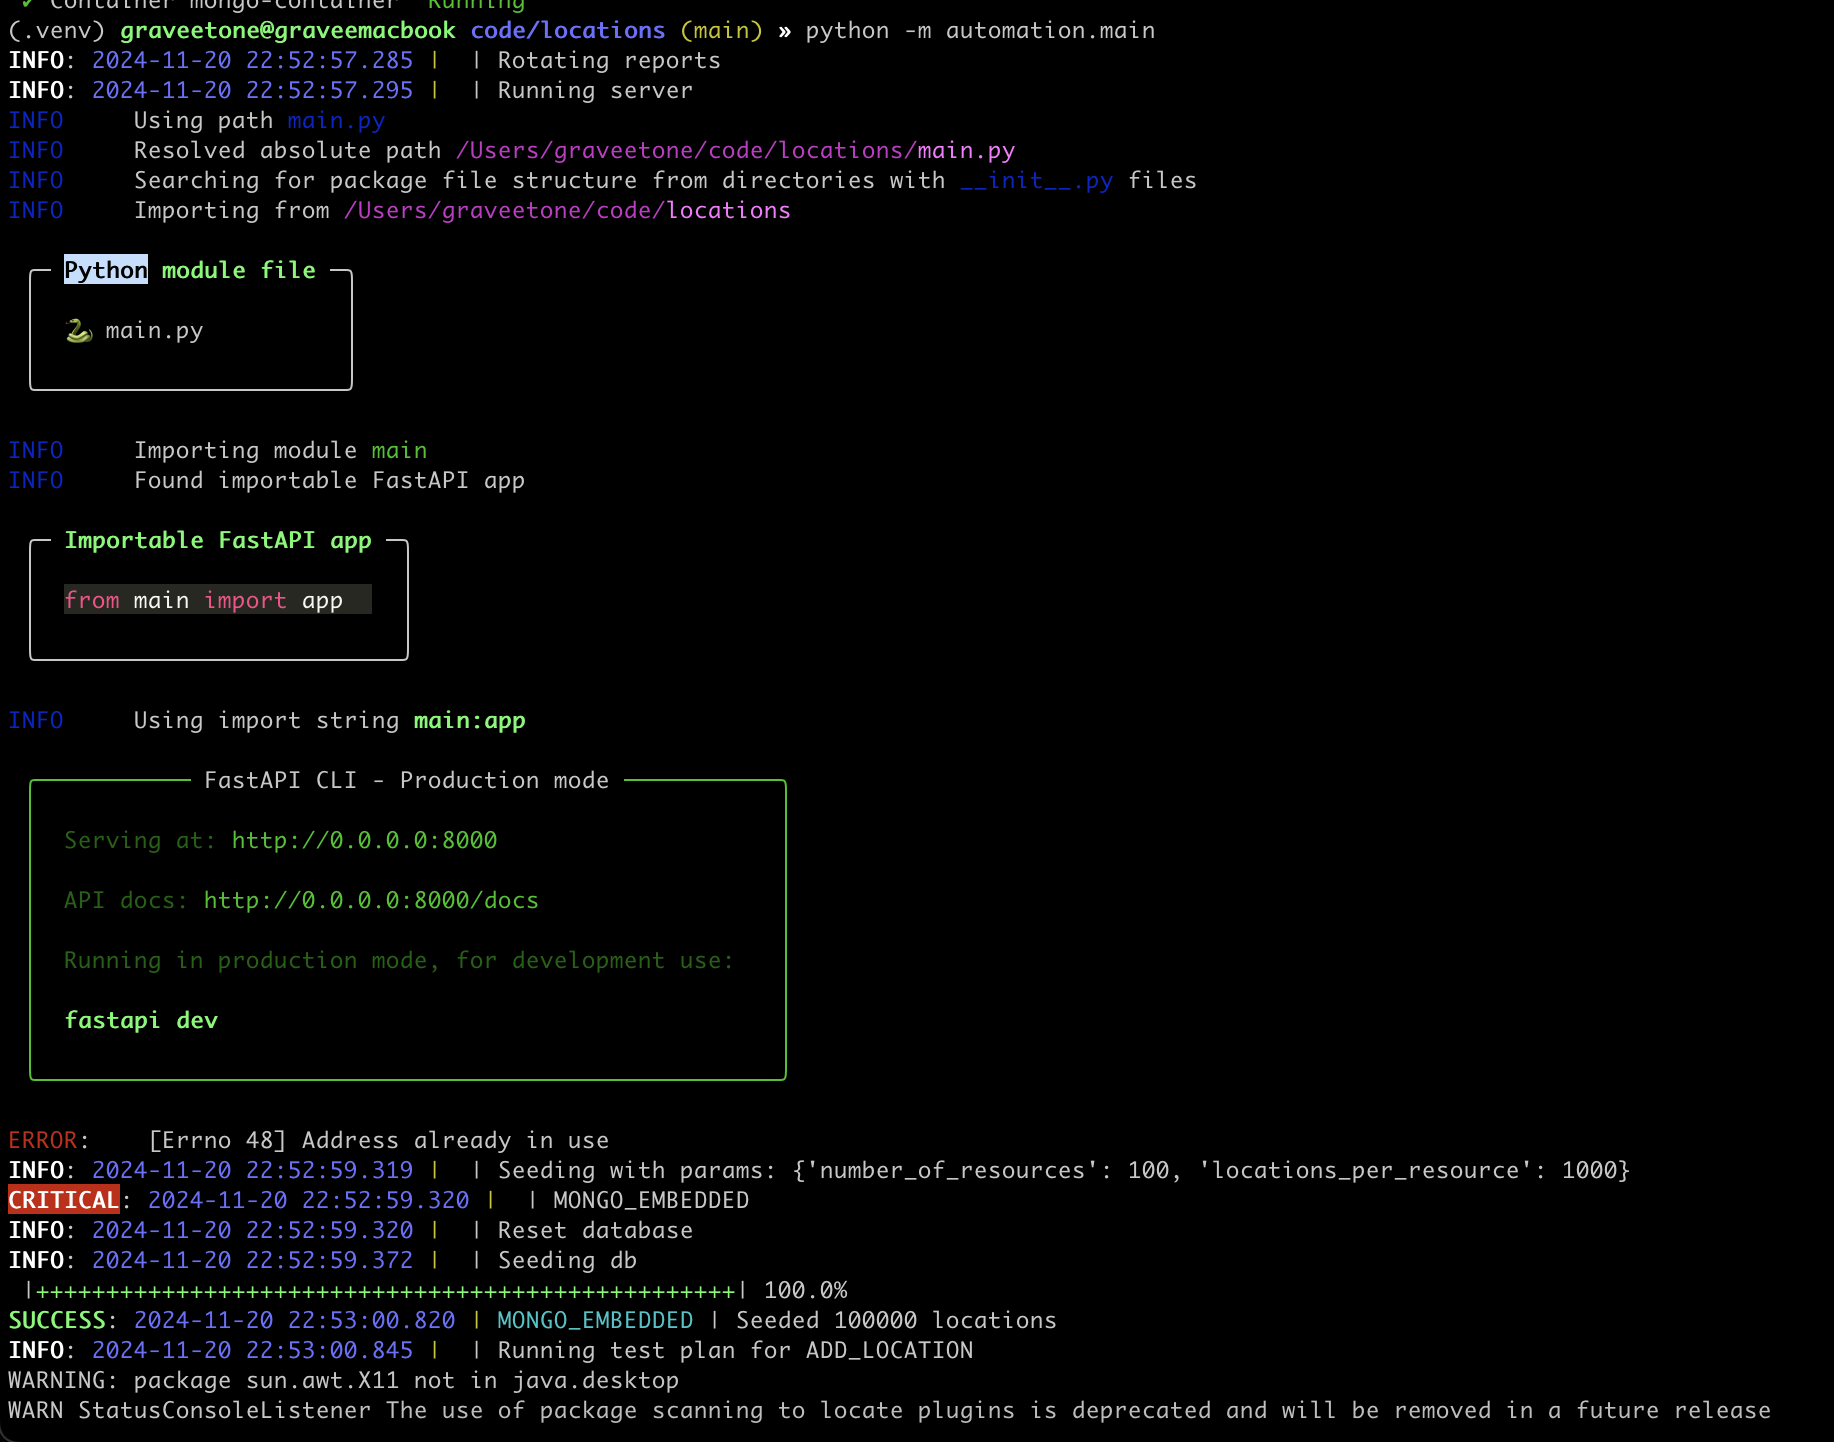 ✔ Container mongo-container  Running
(.venv) graveetone@graveemacbook code/locations (main) » python -m automation.main
INFO: 2024-11-20 22:52:57.285 |  | Rotating reports
INFO: 2024-11-20 22:52:57.295 |  | Running server
INFO     Using path main.py
INFO     Resolved absolute path /Users/graveetone/code/locations/main.py
INFO     Searching for package file structure from directories with __init__.py files
INFO     Importing from /Users/graveetone/code/locations
Python module file
🐍 main.py
INFO     Importing module main
INFO     Found importable FastAPI app
Importable FastAPI app
from main import app
INFO     Using import string main:app
FastAPI CLI - Production mode
Serving at: http://0.0.0.0:8000
API docs: http://0.0.0.0:8000/docs
Running in production mode, for development use:
fastapi dev
ERROR:    [Errno 48] Address already in use
INFO: 2024-11-20 22:52:59.319 |  | Seeding with params: {'number_of_resources': 100, 'locations_per_resource': 1000}
CRITICAL: 2024-11-20 22:52:59.320 |  | MONGO_EMBEDDED
INFO: 2024-11-20 22:52:59.320 |  | Reset database
INFO: 2024-11-20 22:52:59.372 |  | Seeding db
|++++++++++++++++++++++++++++++++++++++++++++++++++| 100.0%
SUCCESS: 2024-11-20 22:53:00.820 | MONGO_EMBEDDED | Seeded 100000 locations
INFO: 2024-11-20 22:53:00.845 |  | Running test plan for ADD_LOCATION
WARNING: package sun.awt.X11 not in java.desktop
WARN StatusConsoleListener The use of package scanning to locate plugins is deprecated and will be removed in a future release